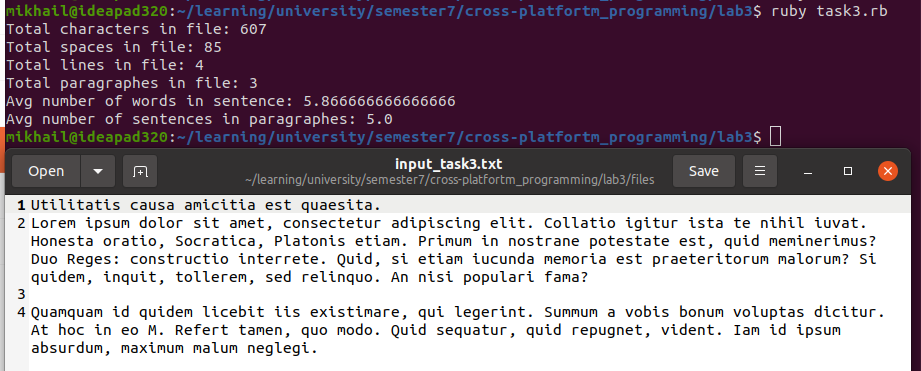 mikhail@ideapad320:~/learning/university/semester7/cross-platfortm_programming/lab3$ ruby task3.rb
Total characters in file: 607
Total spaces in file: 85
Total lines in file: 4
Total paragraphes in file: 3
Avg number of words in sentence: 5.866666666666666
Avg number of sentences in paragraphes: 5.0
mikhail@ideapad320:~/learning/university/semester7/cross-platfortm_programming/lab3$
Open
input_task3.txt
~/learning/university/semester7/cross-platfortm_programming/lab3/files
Save
1 Utilitatis causa amicitia est quaesita.
2 Lorem ipsum dolor sit amet, consectetur adipiscing elit. Collatio igitur ista te nihil iuvat.
Honesta oratio, Socratica, Platonis etiam. Primum in nostrane potestate est, quid meminerimus?
Duo Reges: constructio interrete. Quid, si etiam iucunda memoria est praeteritorum malorum? Si
quidem, inquit, tollerem, sed relinquo. An nisi populari fama?
3
4 Quamquam id quidem licebit iis existimare, qui legerint. Summum a vobis bonum voluptas dicitur.
At hoc in eo M. Refert tamen, quo modo. Quid sequatur, quid repugnet, vident. Iam id ipsum
absurdum, maximum malum neglegi.